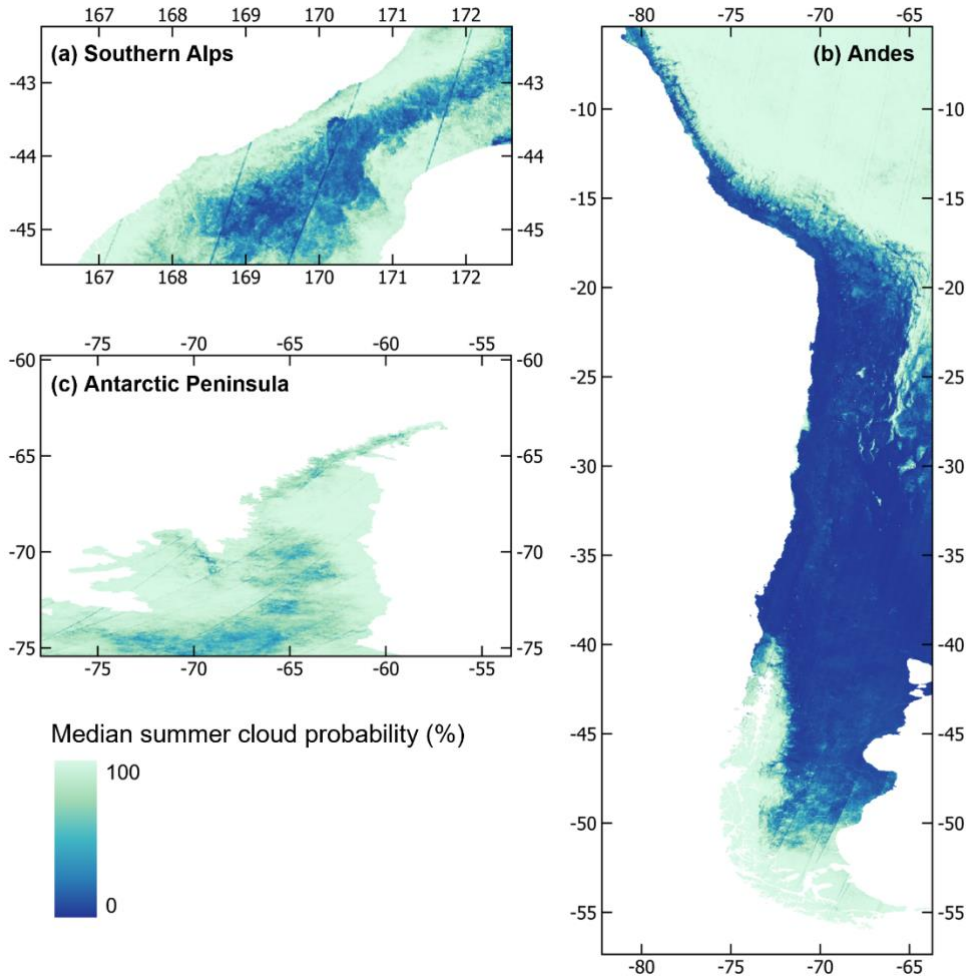 167 168 169 170 171 172
(a) Southern Alps
-43 -43
-44 -44
-45 -45
167 168 169 170 171 172
-80 -75 -70 -65
(b) Andes
-10 -10
-15 -15
-20 -20
-25 -25
-30 -30
-35 -35
-40 -40
-45 -45
-50 -50
-55 -55
-80 -75 -70 -65
-75 -70 -65 -60 -55
-60 -60
(c) Antarctic Peninsula
-65 -65
-70 -70
-75 -75
-75 -70 -65 -60 -55
Median summer cloud probability (%)
100
0